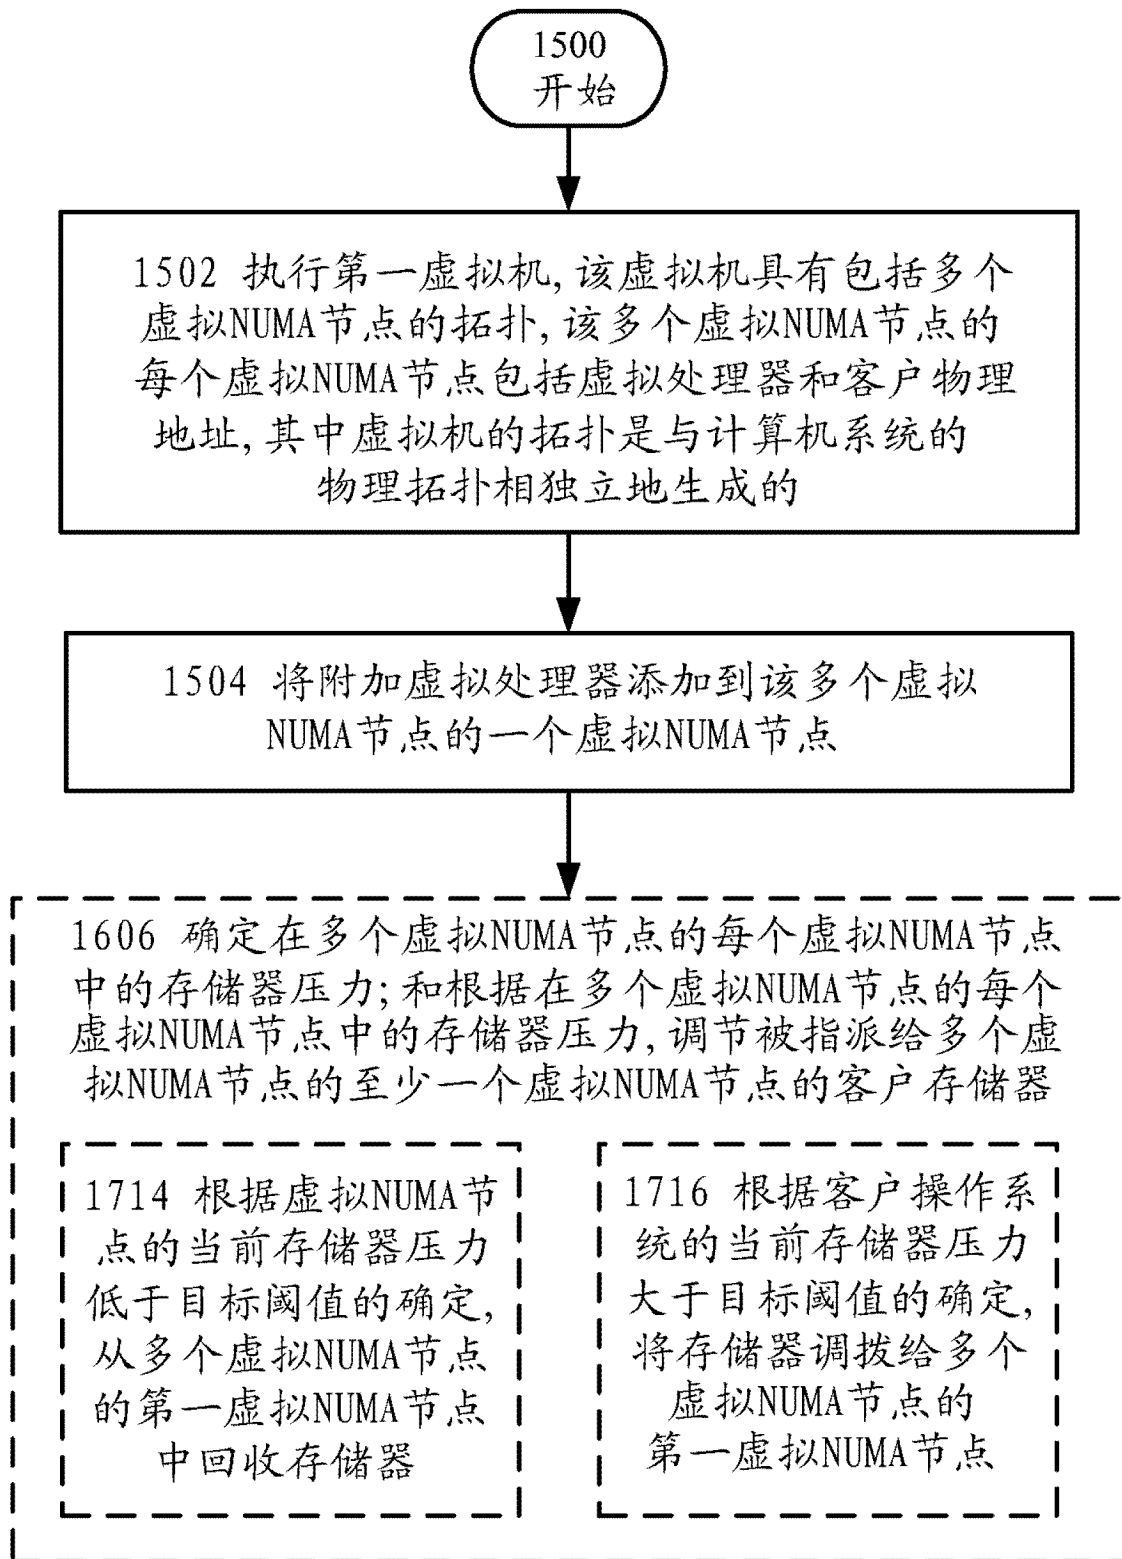 1500
开始
1502 执行第一虚拟机,该虚拟机具有包括多个
虚拟NUMA节点的拓扑,该多个虚拟NUMA节点的
每个虚拟NUMA节点包括虚拟处理器和客户物理
地址,其中虚拟机的拓扑是与计算机系统的
物理拓扑相独立地生成的
1504 将附加虚拟处理器添加到该多个虚拟
NUMA节点的一个虚拟NUMA节点
1606 确定在多个虚拟NUMA节点的每个虚拟NUMA节点
中的存储器压力;和根据在多个虚拟NUMA节点的每个
虚拟NUMA节点中的存储器压力,调节被指派给多个虚
拟NUMA节点的至少一个虚拟NUMA节点的客户存储器
1714 根据虚拟NUMA节
点的当前存储器压力
低于目标阈值的确定,
从多个虚拟NUMA节点
的第一虚拟NUMA节点
中回收存储器
1716 根据客户操作系
统的当前存储器压力
大于目标阈值的确定,
将存储器调拨给多个
虚拟NUMA节点的
第一虚拟NUMA节点